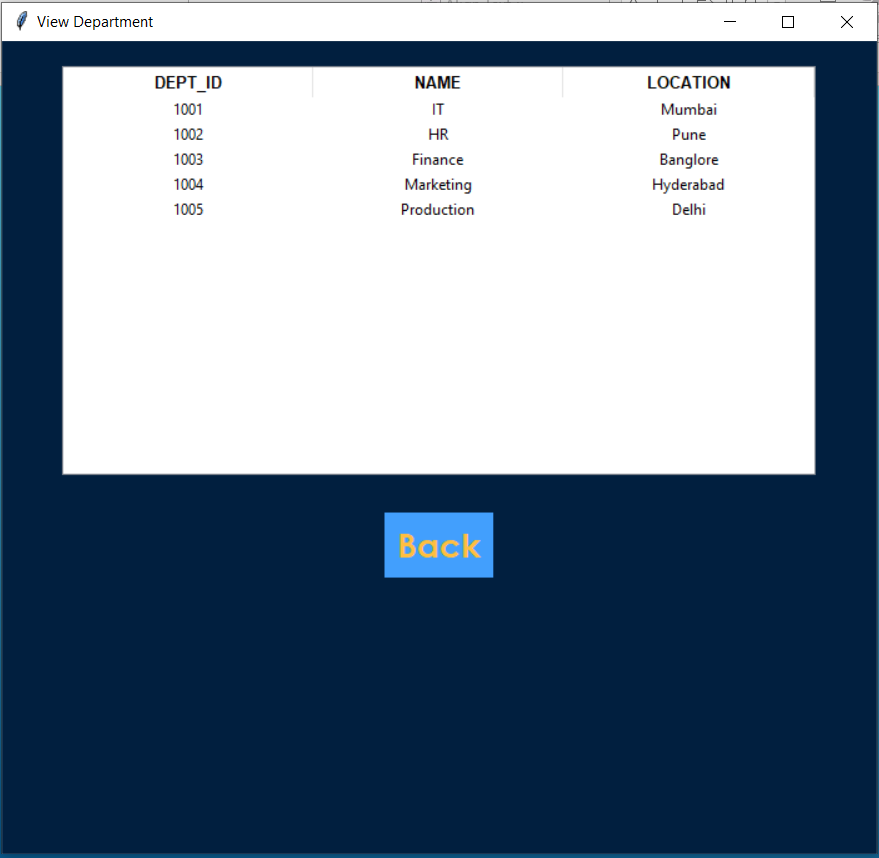 View Department
DEPT_ID NAME LOCATION
1001 IT Mumbai
1002 HR Pune
1003 Finance Banglore
1004 Marketing Hyderabad
1005 Production Delhi
Back